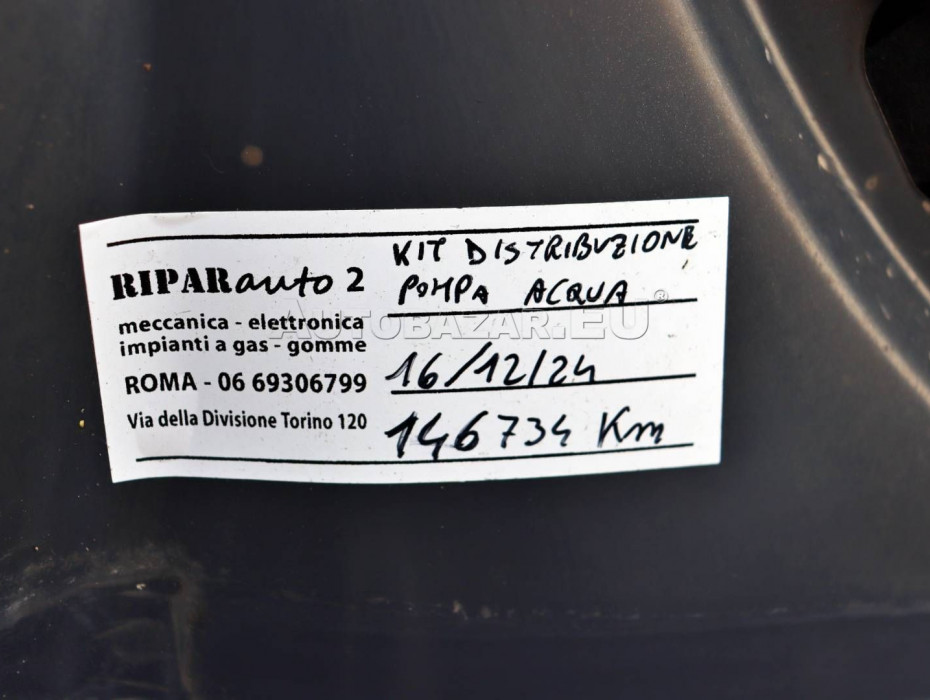 RIPARauto 2
meccanica - elettronica
impianti a gas - gomme
ROMA - 06 69306799
Via della Divisione Torino 120
KIT DISTRIBUZIONE
POMPA ACQUA
16/12/24
146734 Km
AUTOBAZAR.EU®